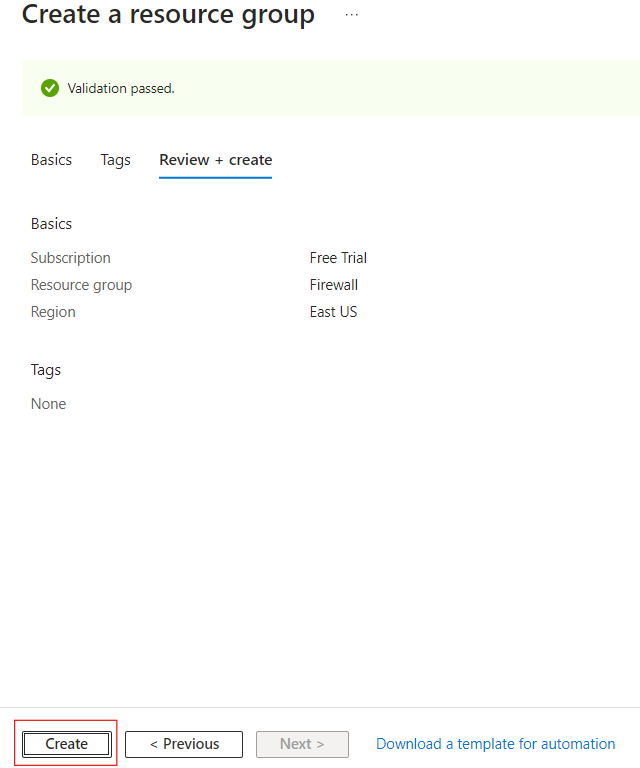 Create a resource group ...
Validation passed.
Basics Tags Review + create
Basics
Subscription Free Trial
Resource group Firewall
Region East US
Tags
None
Create < Previous Next > Download a template for automation